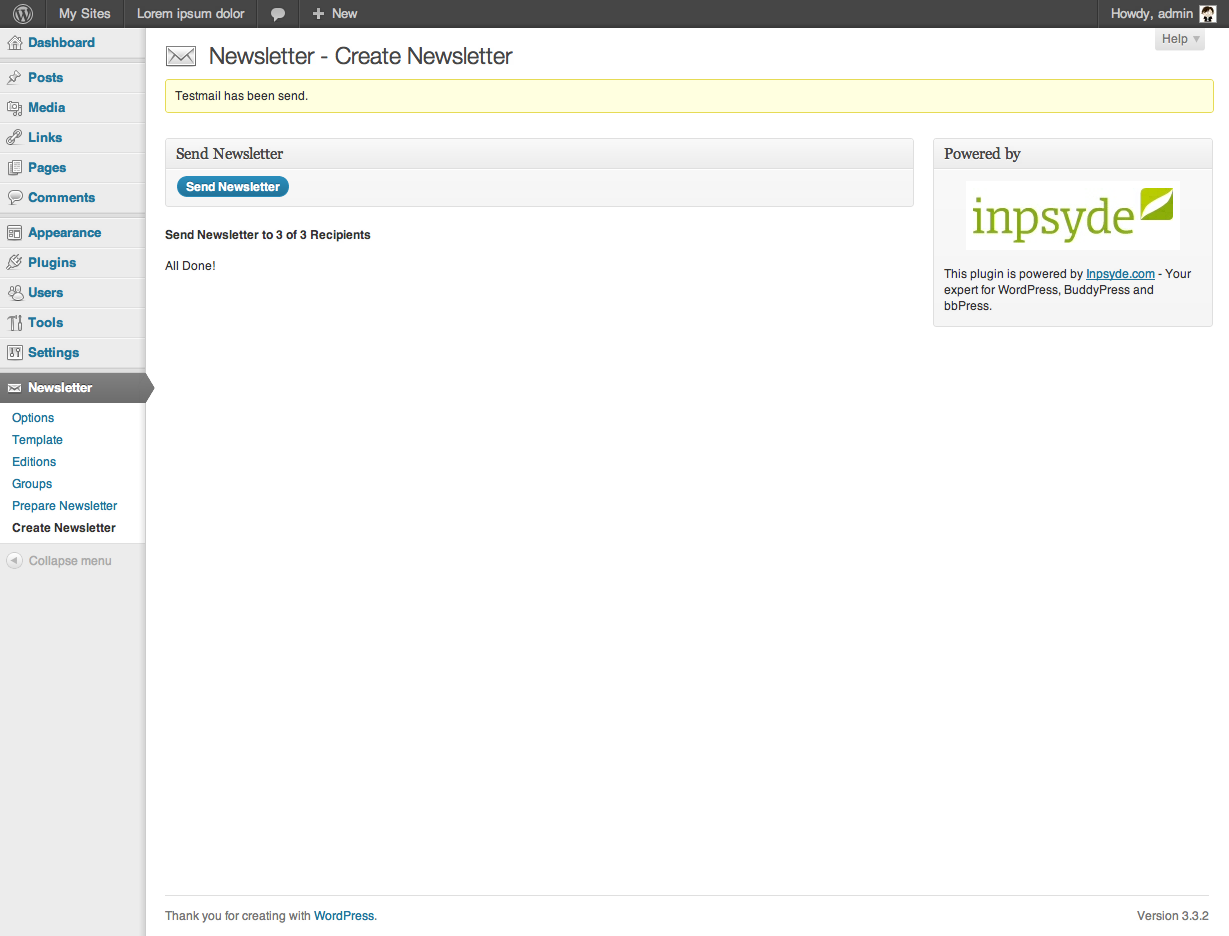 My Sites
Lorem ipsum dolor
New
Howdy, admin
Dashboard
Posts
Media
Links
Pages
Comments
Appearance
Plugins
Users
Tools
Settings
Newsletter
Options
Template
Editions
Groups
Prepare Newsletter
Create Newsletter
Collapse menu
Help
Newsletter - Create Newsletter
Testmail has been send.
Send Newsletter
Send Newsletter
Send Newsletter to 3 of 3 Recipients
All Done!
Powered by
inpsyde
This plugin is powered by Inpsyde.com - Your
expert for WordPress, BuddyPress and
bbPress.
Thank you for creating with WordPress.
Version 3.3.2